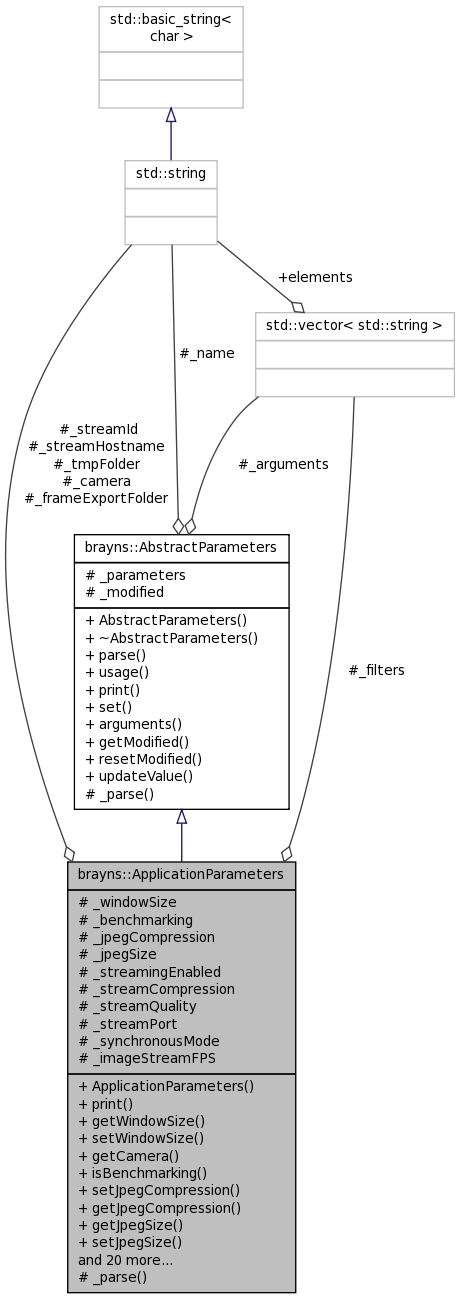 std::basic_string<
char >
std::string
+elements
std::vector< std::string >
#_name
#_streamId
#_streamHostname
#_tmpFolder
#_camera
#_frameExportFolder
#_arguments
brayns::AbstractParameters
# _parameters
# _modified
+ AbstractParameters()
+ ~AbstractParameters()
+ parse()
+ usage()
+ print()
+ set()
+ arguments()
+ getModified()
+ resetModified()
+ updateValue()
# _parse()
#_filters
brayns::ApplicationParameters
# _windowSize
# _benchmarking
# _jpegCompression
# _jpegSize
# _streamingEnabled
# _streamCompression
# _streamQuality
# _streamPort
# _synchronousMode
# _imageStreamFPS
+ ApplicationParameters()
+ print()
+ getWindowSize()
+ setWindowSize()
+ getCamera()
+ isBenchmarking()
+ setJpegCompression()
+ getJpegCompression()
+ getJpegSize()
+ setJpegSize()
and 20 more...
# _parse()